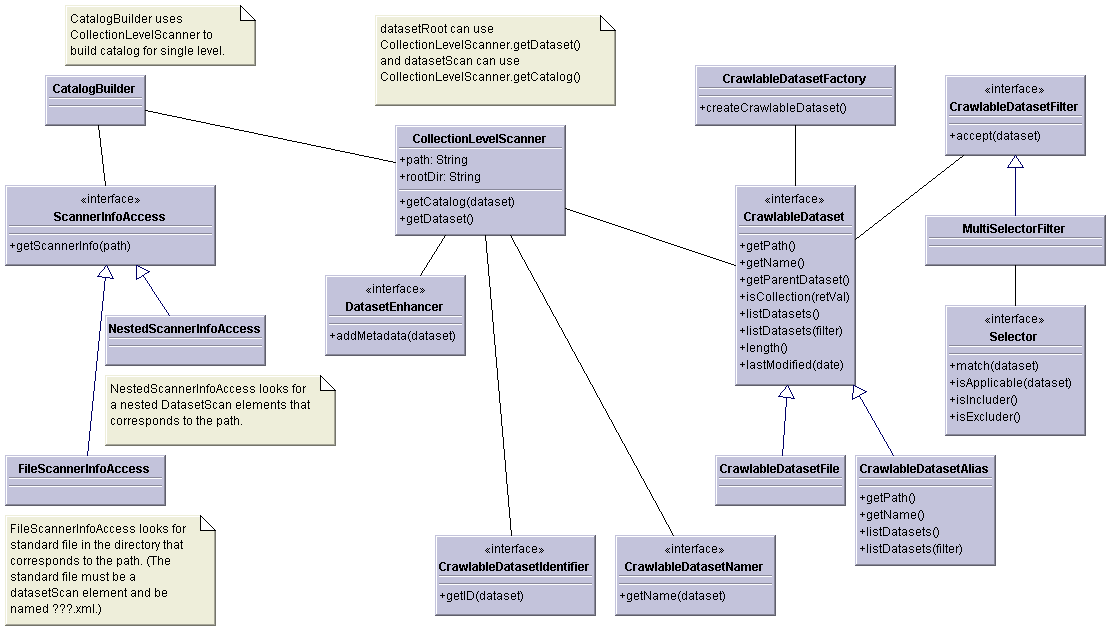 CatalogBuilder uses
CollectionLevelScanner to
build catalog for single level.
datasetRoot can use
CollectionLevelScanner.getDataset()
and datasetScan can use
CollectionLevelScanner.getCatalog()
CatalogBuilder
CrawlableDatasetFactory
+createCrawlableDataset()
«interface»
CrawlableDatasetFilter
+accept(dataset)
CollectionLevelScanner
+path: String
+rootDir: String
+getCatalog(dataset)
+getDataset()
«interface»
ScannerInfoAccess
+getScannerInfo(path)
«interface»
CrawlableDataset
+getPath()
+getName()
+getParentDataset()
+isCollection(retVal)
+listDatasets()
+listDatasets(filter)
+length()
+lastModified(date)
MultiSelectorFilter
«interface»
DatasetEnhancer
+addMetadata(dataset)
NestedScannerInfoAccess
«interface»
Selector
+match(dataset)
+isApplicable(dataset)
+isIncluder()
+isExcluder()
NestedScannerInfoAccess looks for
a nested DatasetScan elements that
corresponds to the path.
FileScannerInfoAccess
CrawlableDatasetFile
CrawlableDatasetAlias
+getPath()
+getName()
+listDatasets()
+listDatasets(filter)
FileScannerInfoAccess looks for
standard file in the directory that
corresponds to the path. (The
standard file must be a
datasetScan element and be
named ???.xml.)
«interface»
CrawlableDatasetIdentifier
+getID(dataset)
«interface»
CrawlableDatasetNamer
+getName(dataset)